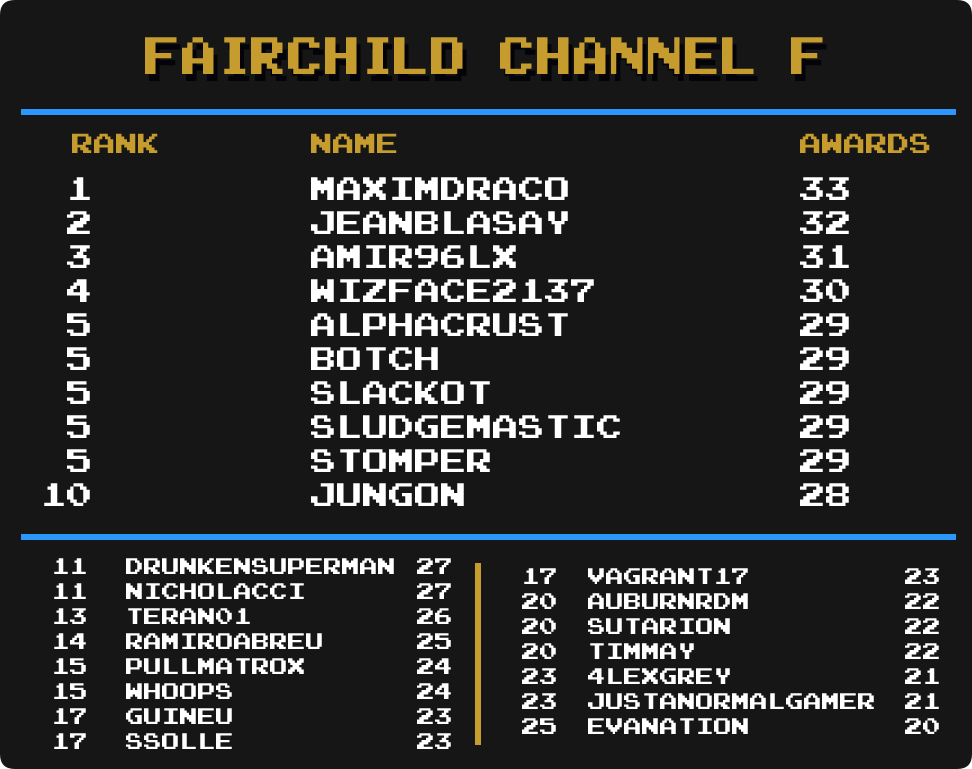 FAIRCHILD CHANNEL F
RANK NAME AWARDS
1 MAXIMDRACO 33
2 JEANBLASAY 32
3 AMIR96LX 31
4 WIZFACE2137 30
5 ALPHACRUST 29
5 BOTCH 29
5 SLACKOT 29
5 SLUDGEMASTIC 29
5 STOMPER 29
10 JUNGON 28
11 DRUNKENSUPERMAN 27
11 NICHOLACCI 27
13 TERAN01 26
14 RAMIROABREU 25
15 PULLMATROX 24
15 WHOOPS 24
17 GUINEU 23
17 SSOLLE 23
17 VAGRANT17 23
20 AUBURNRDM 22
20 SUTARION 22
20 TIMMAY 22
23 4LEXGREY 21
23 JUSTANORMALGAMER 21
25 EVANATION 20